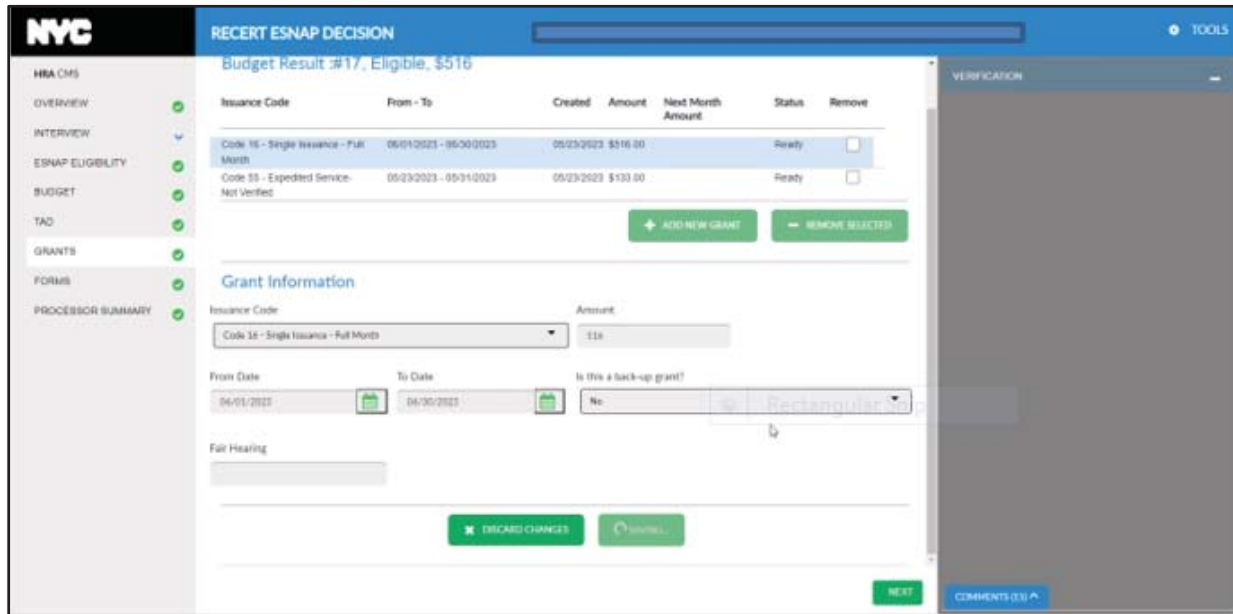 NYC
RECERT ESNAP DECISION
TOOLS
HRA CMS
OVERVIEW
INTERVIEW
ESNAP ELIGIBILITY
BUDGET
TAD
GRANTS
FORMS
PROCESSOR SUMMARY
Budget Result :#17, Eligible, $516
Issuance Code From - To Created Amount Next Month Status Remove
Amount
Code 16 - Single Issuance - Full 06/01/2023 - 06/30/2023 05/23/2023 $516.00 Ready
Month
Code 55 - Expedited Service- 05/23/2023 - 05/31/2023 05/23/2023 $133.00 Ready
Not Verified
ADD NEW GRANT REMOVE SELECTED
Grant Information
Issuance Code Amount
Code 16 - Single Issuance - Full Month 516
From Date To Date Is this a back-up grant?
06/01/2023 06/30/2023 No Rectangular Snip
Fair Hearing
DISCARD CHANGES
NEXT
VERIFICATION
COMMENTS (13)